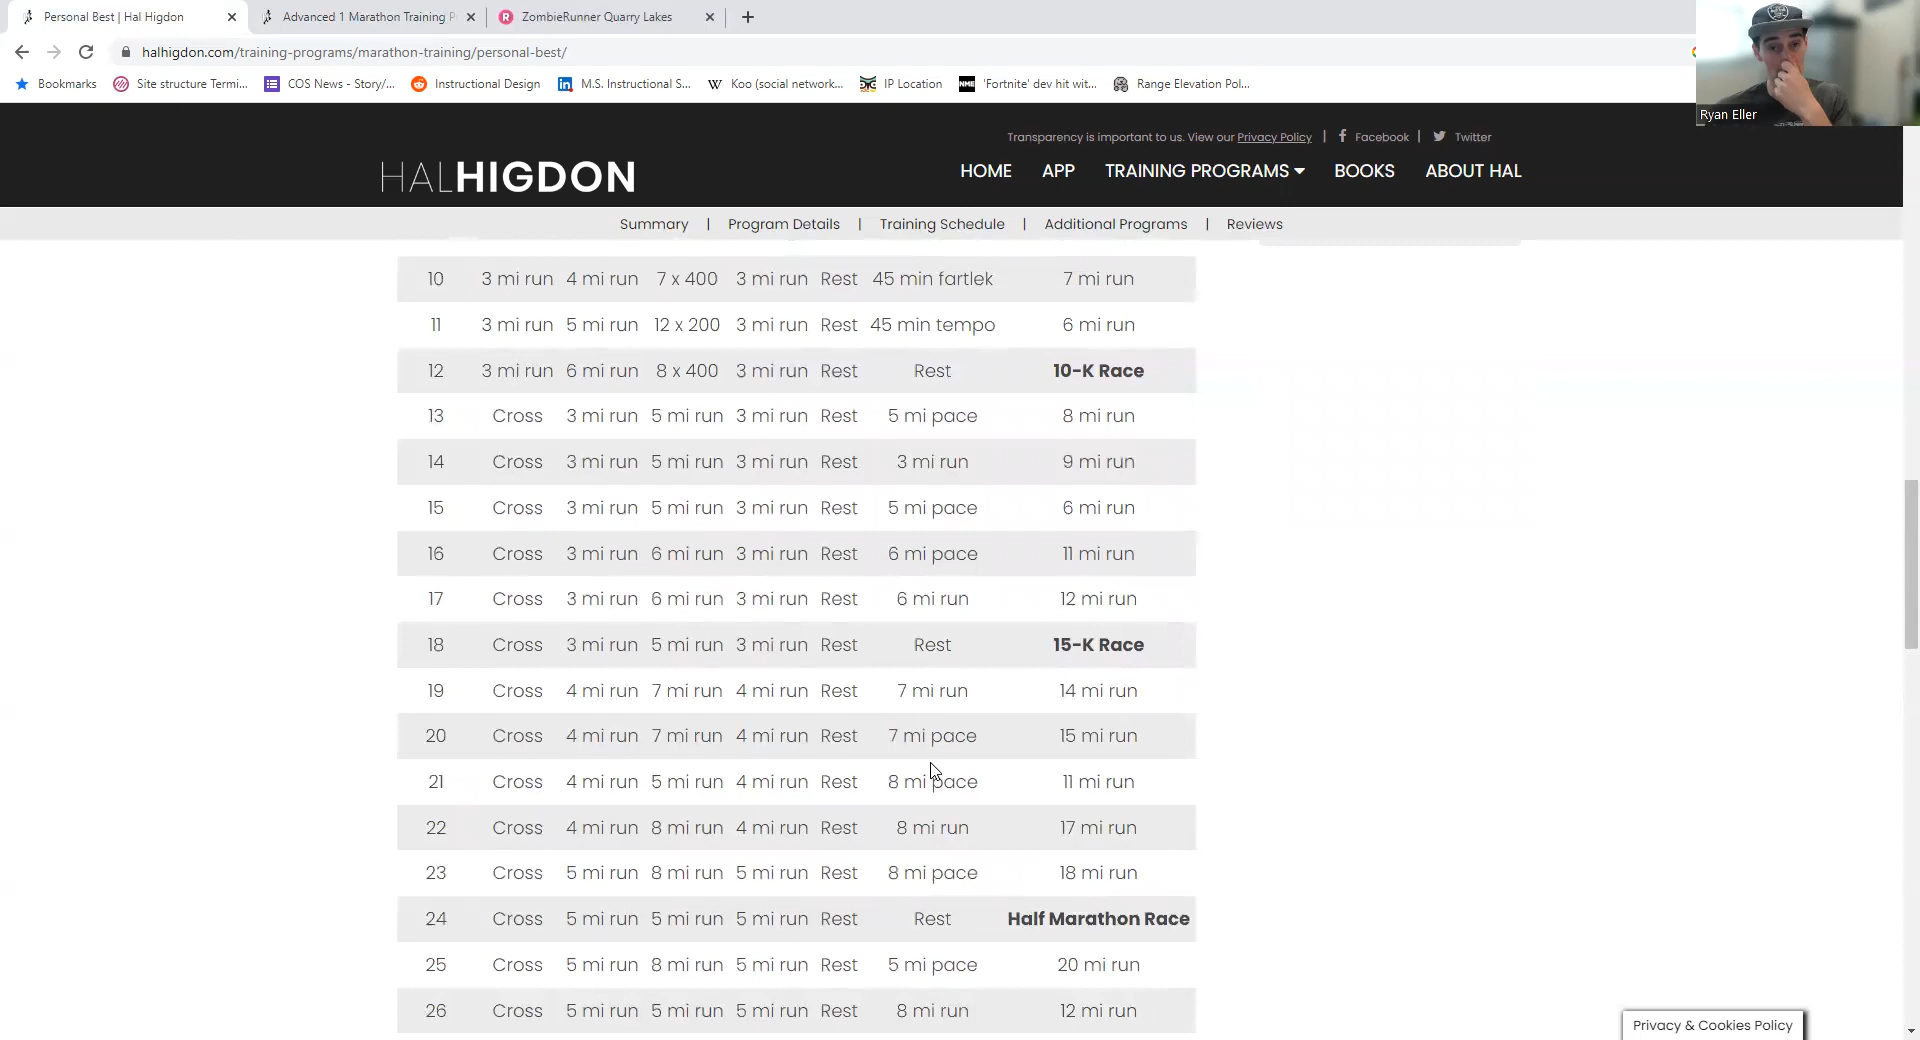 Personal Best | Hal Higdon
Advanced 1 Marathon Training P
ZombieRunner Quarry Lakes
halhigdon.com/training-programs/marathon-training/personal-best/
Bookmarks Site structure Termi... COS News - Story/... Instructional Design M.S. Instructional S... Koo (social network... IP Location 'Fortnite' dev hit wit... Range Elevation Pol...
Ryan Eller
Transparency is important to us. View our Privacy Policy | Facebook | Twitter
HALHIGDON
HOME APP TRAINING PROGRAMS BOOKS ABOUT HAL
Summary | Program Details | Training Schedule | Additional Programs | Reviews
10 3 mi run 4 mi run 7 x 400 3 mi run Rest 45 min fartlek 7 mi run
11 3 mi run 5 mi run 12 x 200 3 mi run Rest 45 min tempo 6 mi run
12 3 mi run 6 mi run 8 x 400 3 mi run Rest Rest 10-K Race
13 Cross 3 mi run 5 mi run 3 mi run Rest 5 mi pace 8 mi run
14 Cross 3 mi run 5 mi run 3 mi run Rest 3 mi run 9 mi run
15 Cross 3 mi run 5 mi run 3 mi run Rest 5 mi pace 6 mi run
16 Cross 3 mi run 6 mi run 3 mi run Rest 6 mi pace 11 mi run
17 Cross 3 mi run 6 mi run 3 mi run Rest 6 mi run 12 mi run
18 Cross 3 mi run 5 mi run 3 mi run Rest Rest 15-K Race
19 Cross 4 mi run 7 mi run 4 mi run Rest 7 mi run 14 mi run
20 Cross 4 mi run 7 mi run 4 mi run Rest 7 mi pace 15 mi run
21 Cross 4 mi run 5 mi run 4 mi run Rest 8 mi pace 11 mi run
22 Cross 4 mi run 8 mi run 4 mi run Rest 8 mi run 17 mi run
23 Cross 5 mi run 8 mi run 5 mi run Rest 8 mi pace 18 mi run
24 Cross 5 mi run 5 mi run 5 mi run Rest Rest Half Marathon Race
25 Cross 5 mi run 8 mi run 5 mi run Rest 5 mi pace 20 mi run
26 Cross 5 mi run 5 mi run 5 mi run Rest 8 mi run 12 mi run
Privacy & Cookies Policy